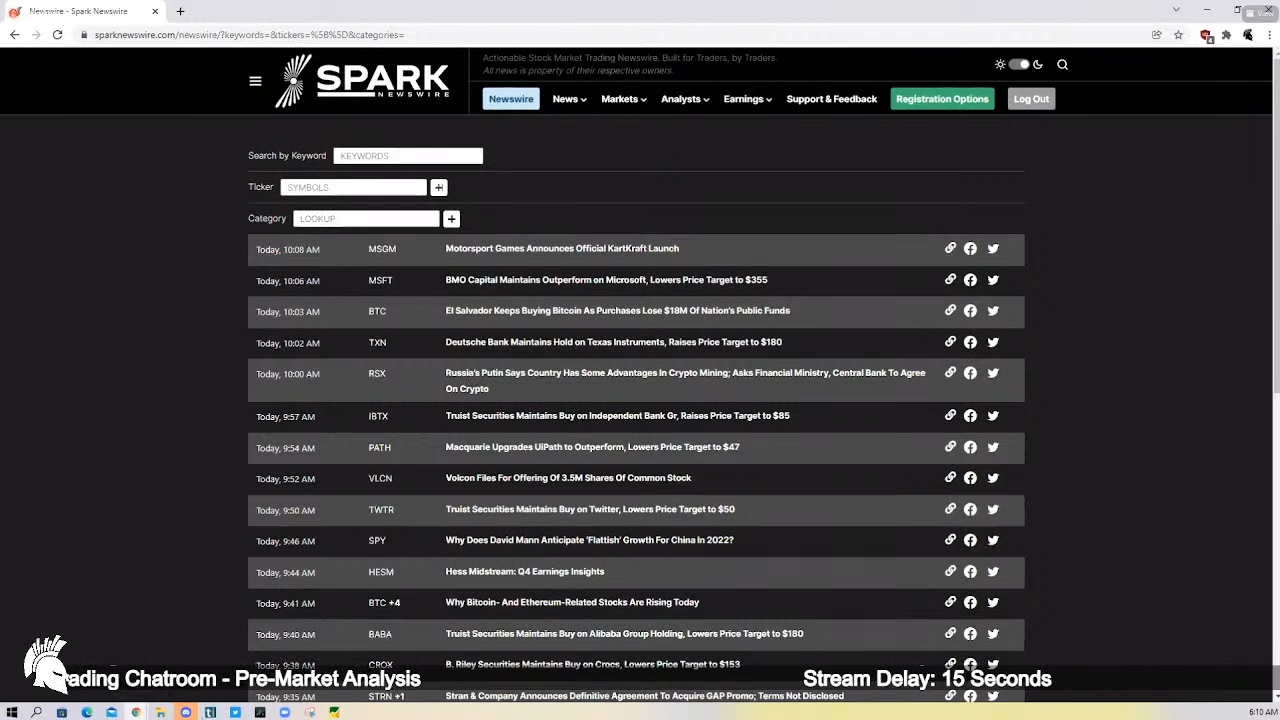 Newswire - Spark Newswire
View
sparknewswire.com/newswire/?keywords=&tickers=%5B%5D&categories=
4
SPARK
NEWSWIRE
Actionable Stock Market Trading Newswire. Built for Traders, by Traders.
All news is property of their respective owners.
Newswire News Markets Analysts Earnings Support & Feedback Registration Options Log Out
Search by Keyword KEYWORDS
Ticker SYMBOLS +
Category LOOKUP +
Today, 10:08 AM MSGM Motorsport Games Announces Official KartKraft Launch
Today, 10:06 AM MSFT BMO Capital Maintains Outperform on Microsoft, Lowers Price Target to $355
Today, 10:03 AM BTC El Salvador Keeps Buying Bitcoin As Purchases Lose $18M Of Nation's Public Funds
Today, 10:02 AM TXN Deutsche Bank Maintains Hold on Texas Instruments, Raises Price Target to $180
Today, 10:00 AM RSX Russia's Putin Says Country Has Some Advantages In Crypto Mining; Asks Financial Ministry, Central Bank To Agree
On Crypto
Today, 9:57 AM IBTX Truist Securities Maintains Buy on Independent Bank Gr, Raises Price Target to $85
Today, 9:54 AM PATH Macquarie Upgrades UiPath to Outperform, Lowers Price Target to $47
Today, 9:52 AM VLCN Volcon Files For Offering Of 3.5M Shares Of Common Stock
Today, 9:50 AM TWTR Truist Securities Maintains Buy on Twitter, Lowers Price Target to $50
Today, 9:46 AM SPY Why Does David Mann Anticipate 'Flattish' Growth For China In 2022?
Today, 9:44 AM HESM Hess Midstream: Q4 Earnings Insights
Today, 9:41 AM BTC +4 Why Bitcoin- And Ethereum-Related Stocks Are Rising Today
Today, 9:40 AM BABA Truist Securities Maintains Buy on Alibaba Group Holding, Lowers Price Target to $180
Today, 9:38 AM CROX B. Riley Securities Maintains Buy on Crocs, Lowers Price Target to $153
rading Chatroom - Pre-Market Analysis Stream Delay: 15 Seconds
Today, 9:35 AM STRN +1 Stran & Company Announces Definitive Agreement To Acquire GAP Promo; Terms Not Disclosed
6:10 AM